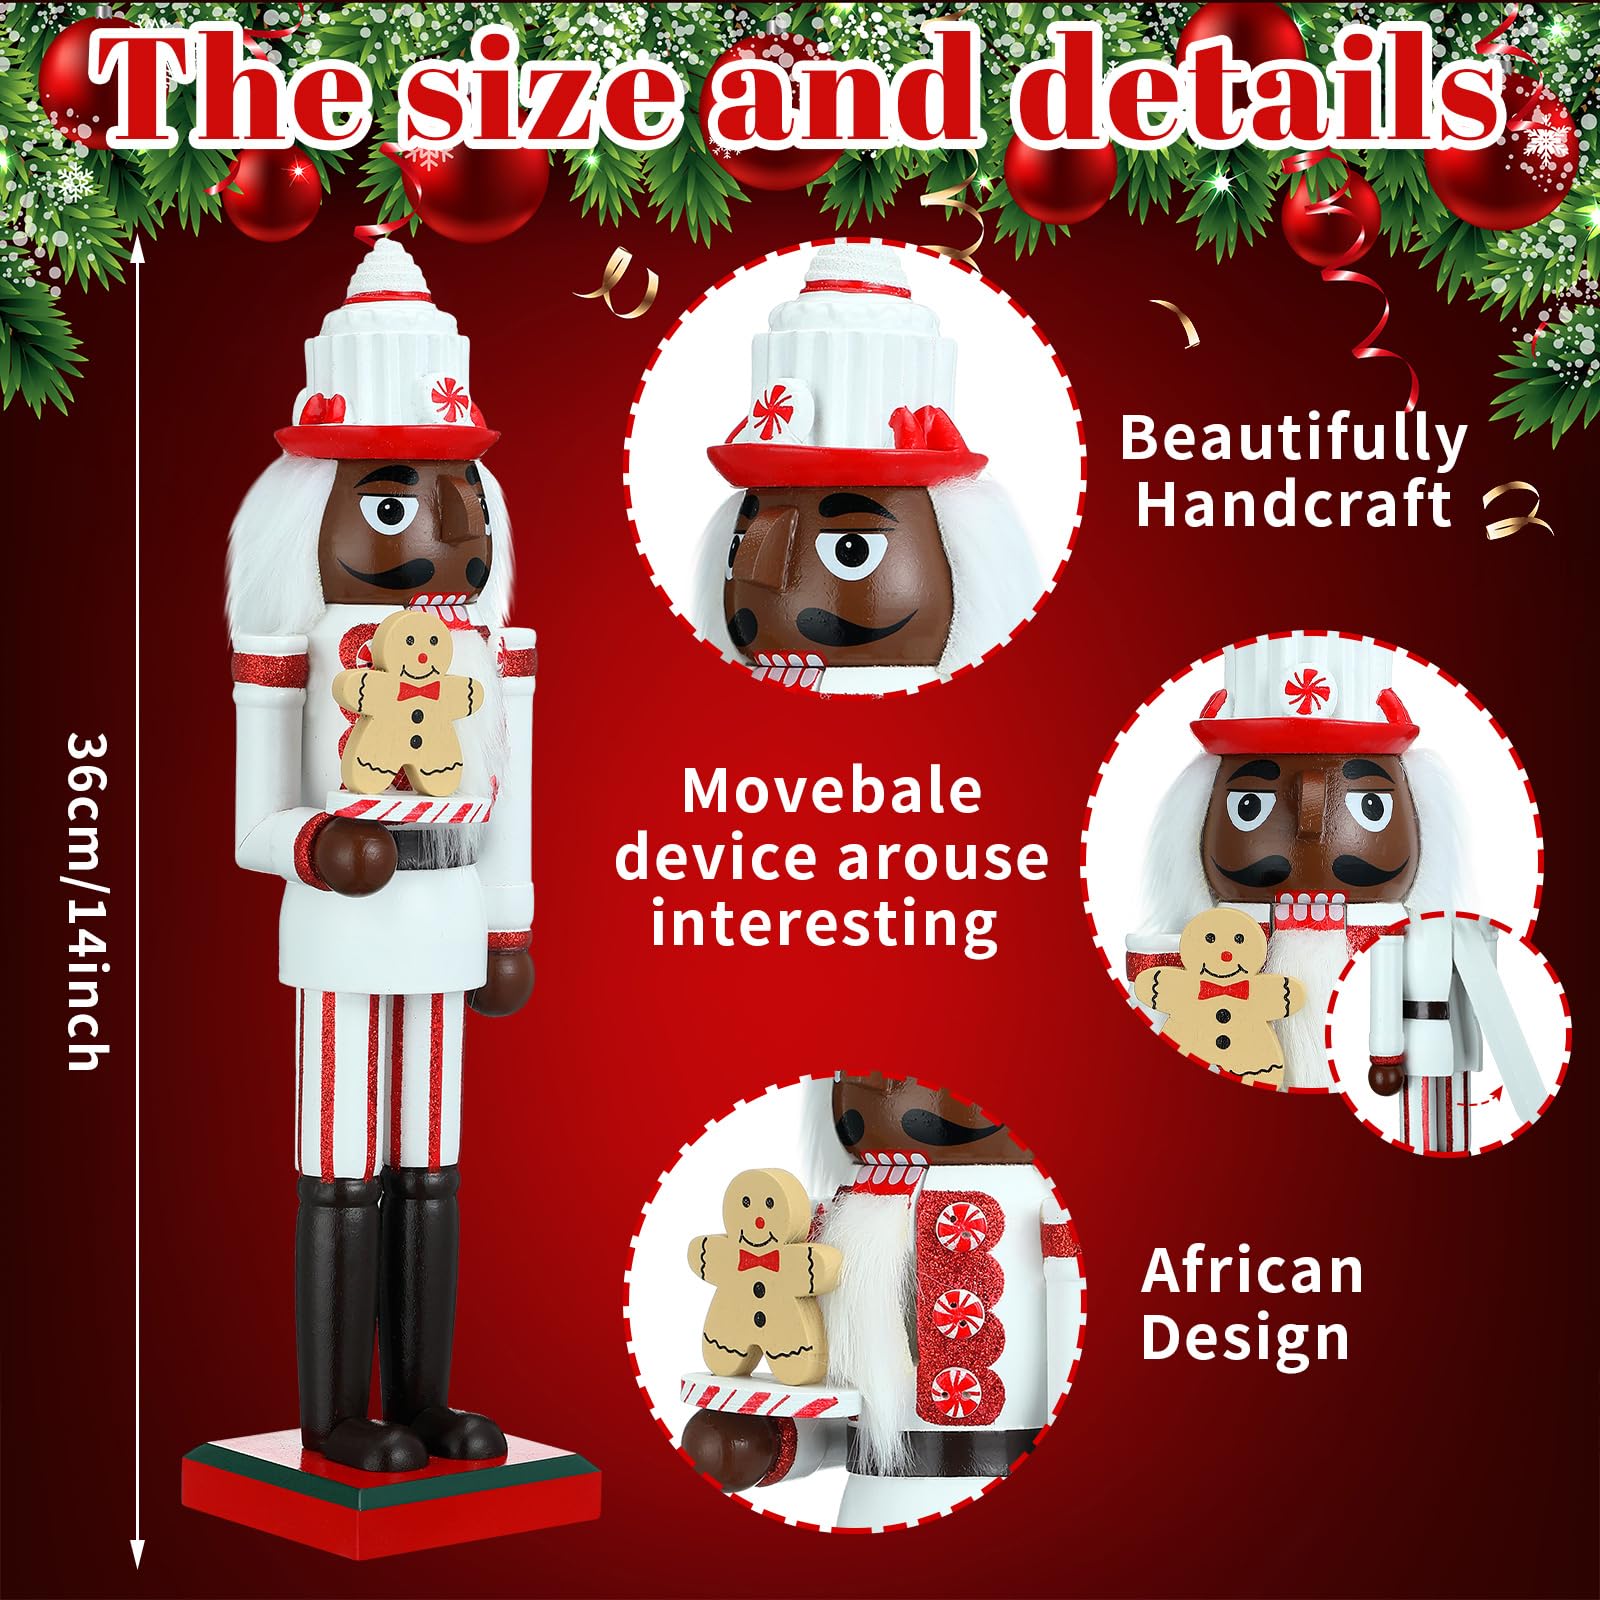 The size and details
Beautifully
Handcraft
36cm/14inch
Movebale
device arouse
interesting
African
Design